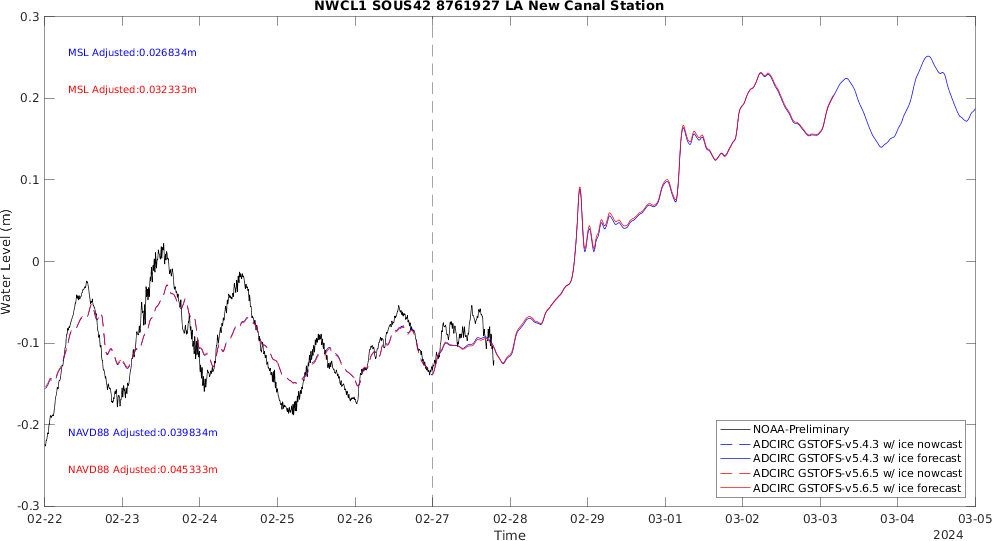 NWCL1 SOUS42 8761927 LA New Canal Station
0.3
0.2
0.1
0
-0.1
-0.2
-0.3
Water Level (m)
MSL Adjusted:0.026834m
MSL Adjusted:0.032333m
NAVD88 Adjusted:0.039834m
NAVD88 Adjusted:0.045333m
NOAA-Preliminary
ADCIRC GSTOFS-v5.4.3 w/ ice nowcast
ADCIRC GSTOFS-v5.4.3 w/ ice forecast
ADCIRC GSTOFS-v5.6.5 w/ ice nowcast
ADCIRC GSTOFS-v5.6.5 w/ ice forecast
02-22 02-23 02-24 02-25 02-26 02-27 02-28 02-29 03-01 03-02 03-03 03-04 03-05
Time
2024